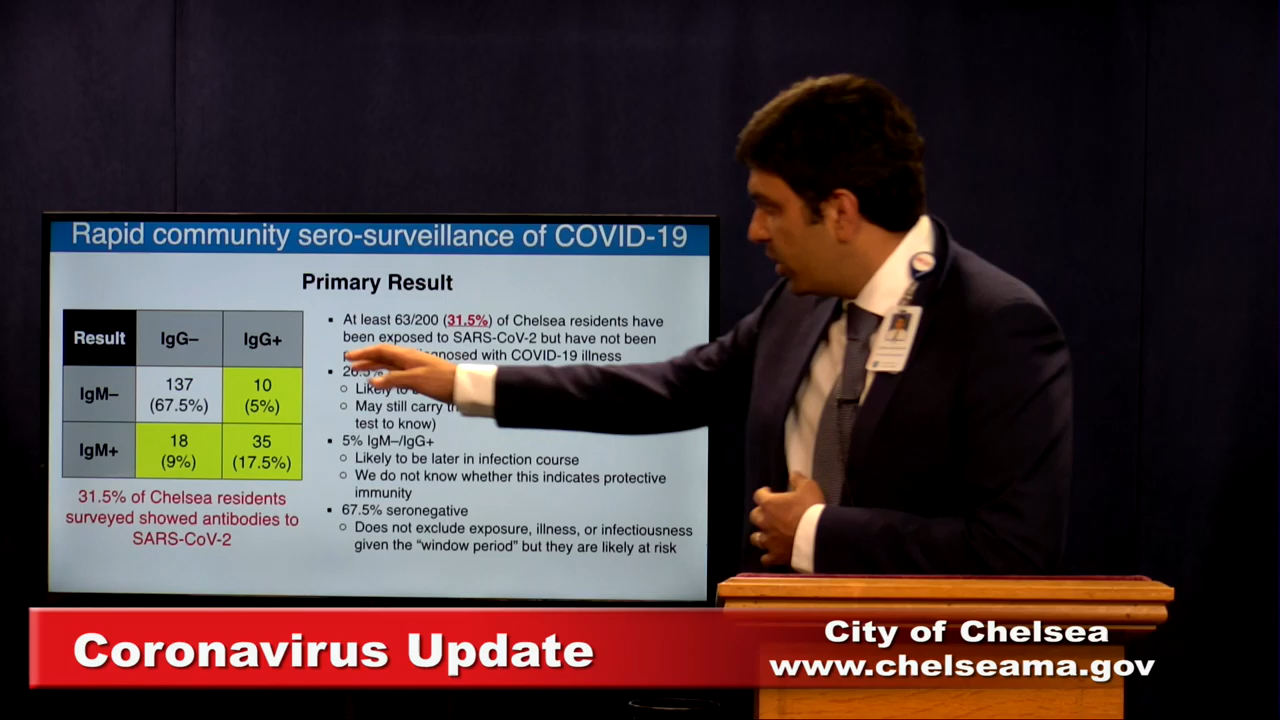 Rapid community sero-surveillance of COVID-19
Primary Result
Result IgG– IgG+
IgM– 137 (67.5%) 10 (5%)
IgM+ 18 (9%) 35 (17.5%)
31.5% of Chelsea residents
surveyed showed antibodies to
SARS-CoV-2
At least 63/200 (31.5%) of Chelsea residents have
been exposed to SARS-CoV-2 but have not been
with COVID-19 illness
Likely to
May still carry
test to know)
5% IgM–/IgG+
Likely to be later in infection course
We do not know whether this indicates protective
immunity
67.5% seronegative
Does not exclude exposure, illness, or infectiousness
given the “window period” but they are likely at risk
Coronavirus Update
City of Chelsea
www.chelseama.gov